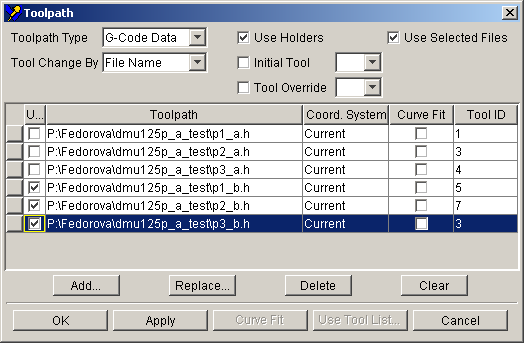 Toolpath
Toolpath Type G-Code Data Use Holders Use Selected Files
Tool Change By File Name Initial Tool
Tool Override
U... Toolpath Coord. System Curve Fit Tool ID
P:\Fedorova\dmu125p_a_test\p1_a.h Current 1
P:\Fedorova\dmu125p_a_test\p2_a.h Current 3
P:\Fedorova\dmu125p_a_test\p3_a.h Current 4
P:\Fedorova\dmu125p_a_test\p1_b.h Current 5
P:\Fedorova\dmu125p_a_test\p2_b.h Current 7
P:\Fedorova\dmu125p_a_test\p3_b.h Current 3
Add... Replace... Delete Clear
OK Apply Curve Fit Use Tool List... Cancel